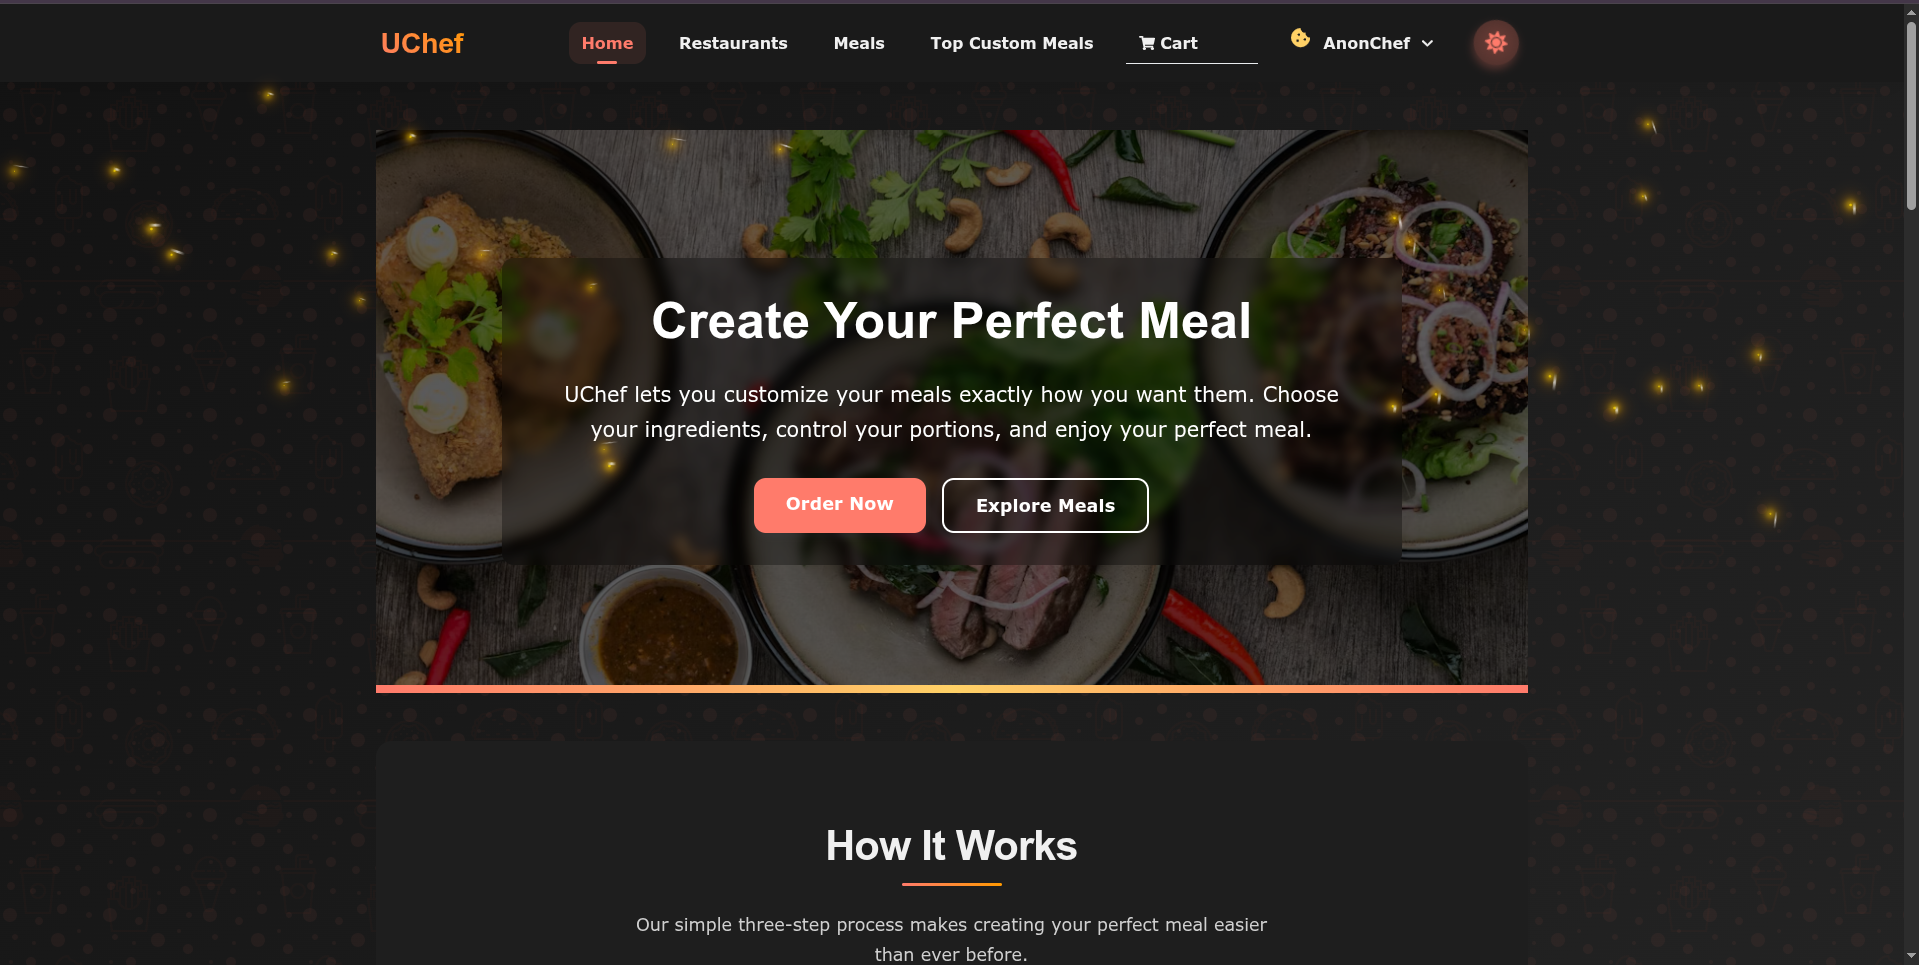 UChef
Home
Restaurants
Meals
Top Custom Meals
Cart
AnonChef
Create Your Perfect Meal
UChef lets you customize your meals exactly how you want them. Choose
your ingredients, control your portions, and enjoy your perfect meal.
Order Now
Explore Meals
How It Works
Our simple three-step process makes creating your perfect meal easier
than ever before.